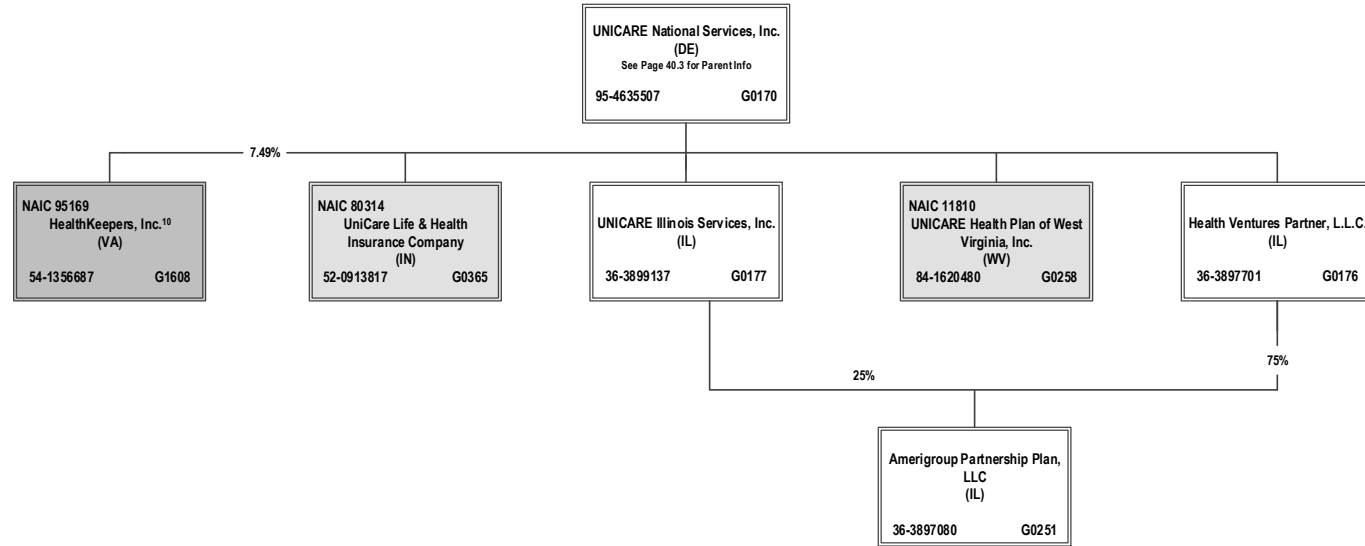 UNICARE National Services, Inc.
(DE)
See Page 40.3 for Parent Info
95-4635507 G0170
7.49%
NAIC 95169
HealthKeepers, Inc.¹⁰
(VA)
54-1356687 G1608
NAIC 80314
UniCare Life & Health
Insurance Company
(IN)
52-0913817 G0365
UNICARE Illinois Services, Inc.
(IL)
36-3899137 G0177
NAIC 11810
UNICARE Health Plan of West
Virginia, Inc.
(WV)
84-1620480 G0258
Health Ventures Partner, L.L.C.
(IL)
36-3897701 G0176
25%
75%
Amerigroup Partnership Plan,
LLC
(IL)
36-3897080 G0251